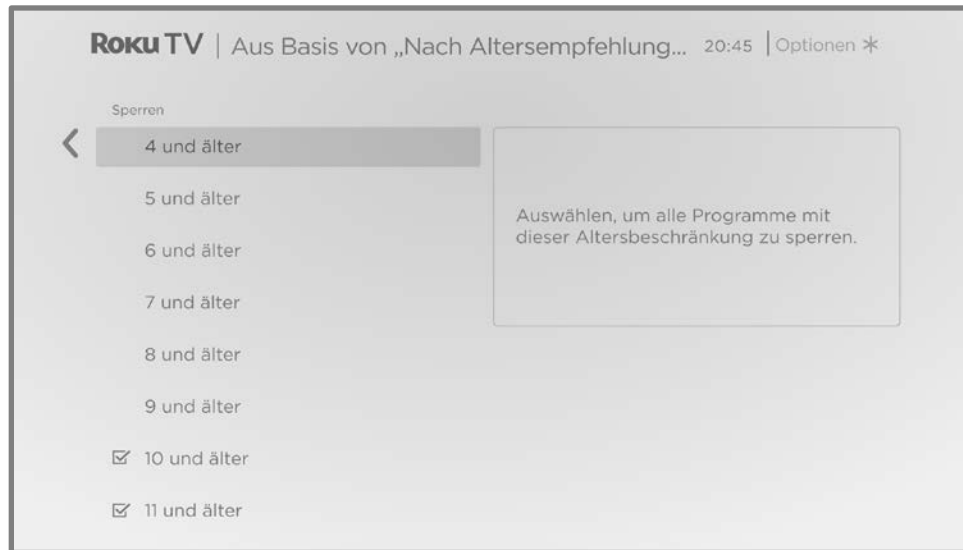 Roku TV | Aus Basis von „Nach Altersempfehlung... 20:45 | Optionen *
Sperren
4 und älter
5 und älter
6 und älter
7 und älter
8 und älter
9 und älter
10 und älter
11 und älter
Auswählen, um alle Programme mit
dieser Altersbeschränkung zu sperren.